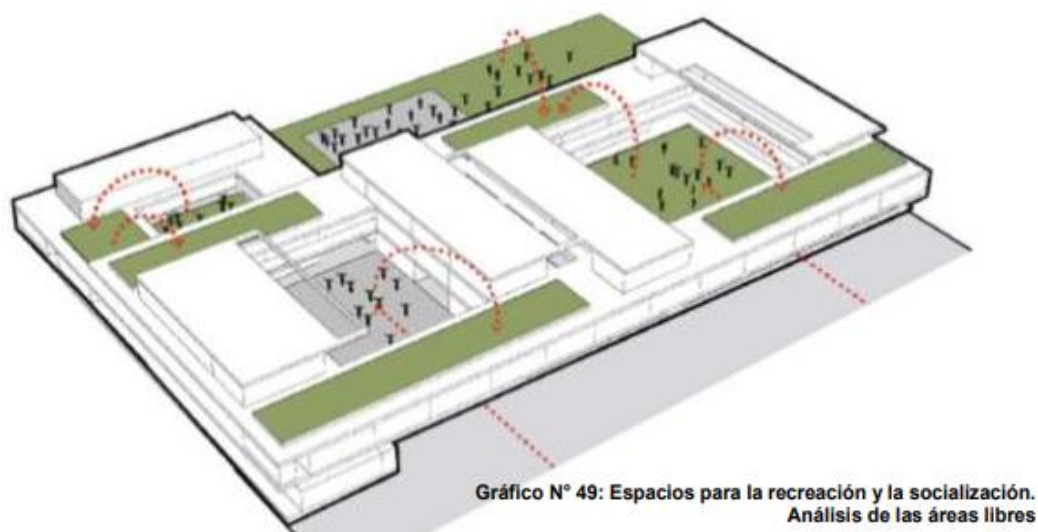 Gráfico N° 49: Espacios para la recreación y la socialización.
Análisis de las áreas libres